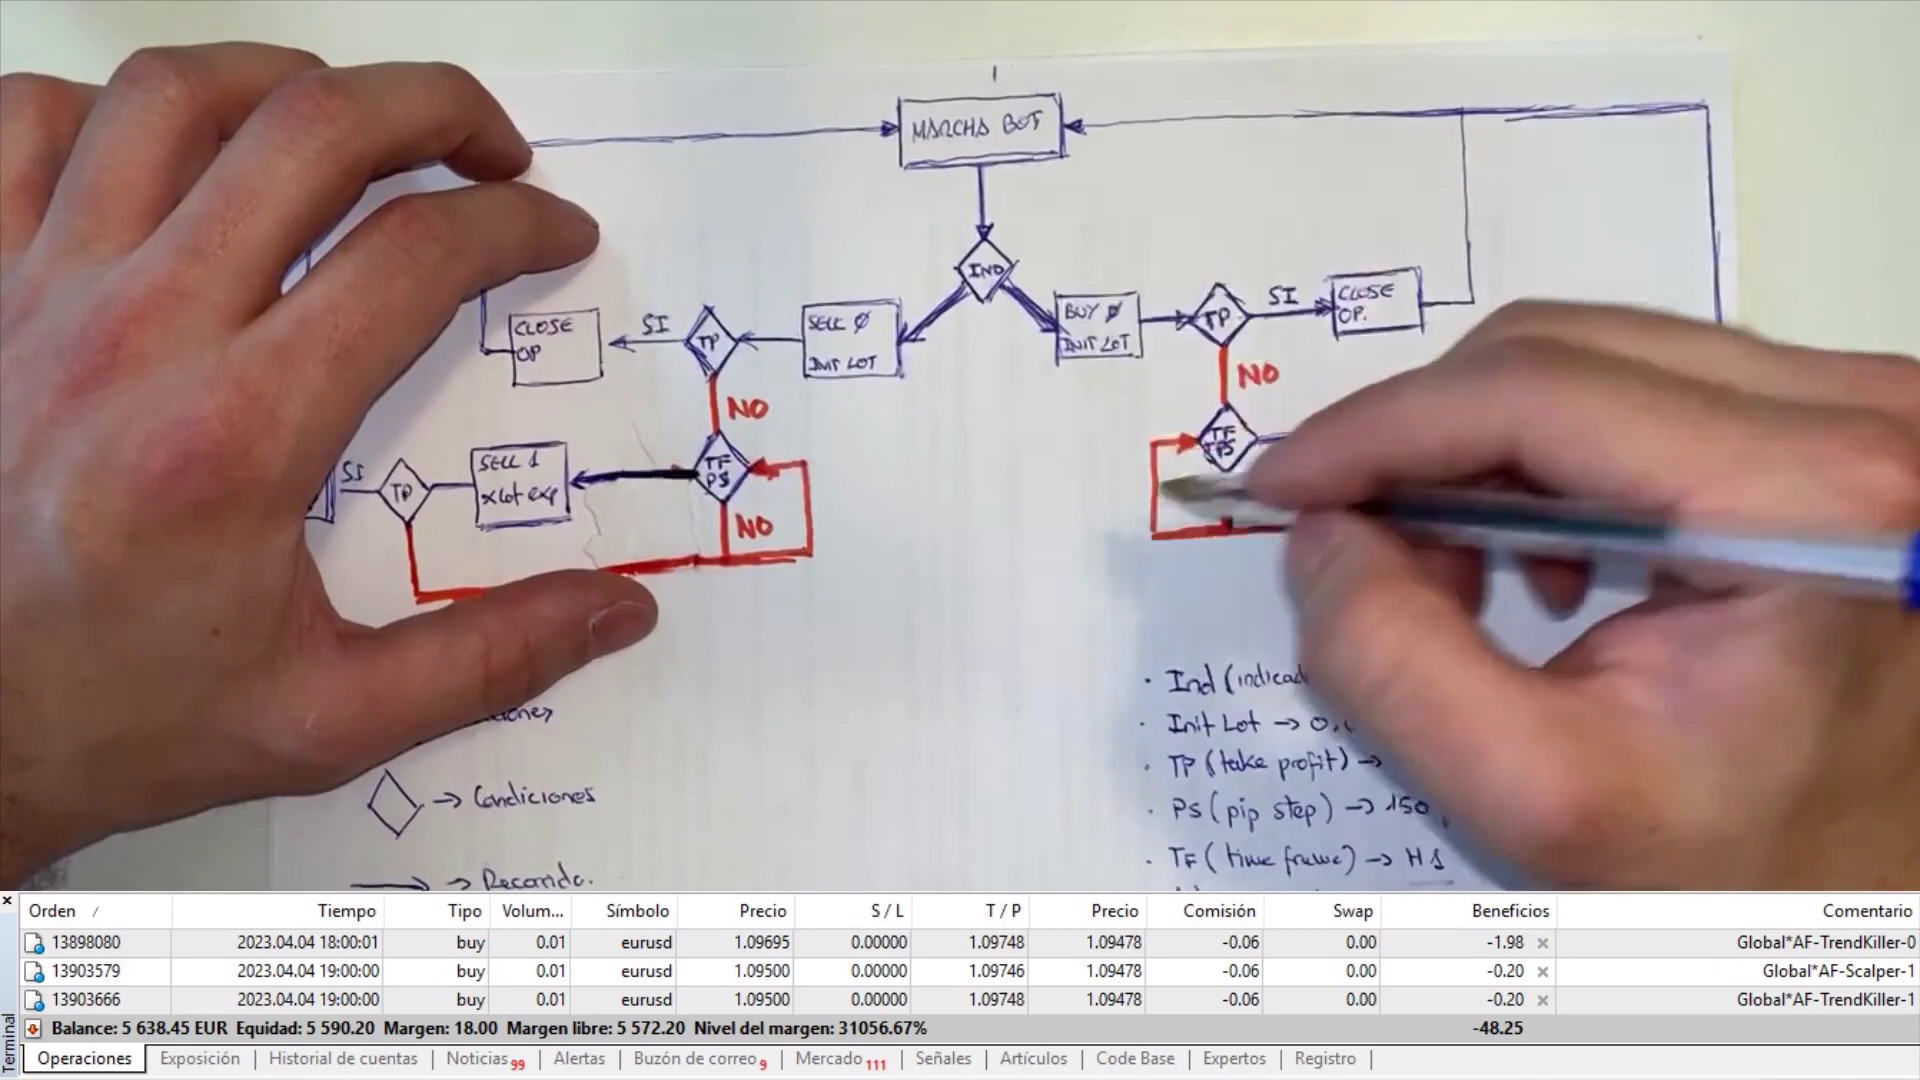 MARCHA BOT
IND
CLOSE OP
SI
TP
SELL Ø INIT LOT
BUY Ø INIT LOT
TP
SI
CLOSE OP.
NO
NO
SI
TP
SELL 1 xLot exp
TF PS
NO
TF
Condiciones
Recorrido.
Ind (indicad
Init Lot → 0,
TP (take profit) →
Ps (pip step) → 150
TF (time frame) → H1
Orden / Tiempo Tipo Volum... Símbolo Precio S / L T / P Precio Comisión Swap Beneficios Comentario
13898080 2023.04.04 18:00:01 buy 0.01 eurusd 1.09695 0.00000 1.09748 1.09478 -0.06 0.00 -1.98 Global*AF-TrendKiller-0
13903579 2023.04.04 19:00:00 buy 0.01 eurusd 1.09500 0.00000 1.09746 1.09478 -0.06 0.00 -0.20 Global*AF-Scalper-1
13903666 2023.04.04 19:00:00 buy 0.01 eurusd 1.09500 0.00000 1.09748 1.09478 -0.06 0.00 -0.20 Global*AF-TrendKiller-1
Balance: 5 638.45 EUR Equidad: 5 590.20 Margen: 18.00 Margen libre: 5 572.20 Nivel del margen: 31056.67% -48.25
Terminal
Operaciones Exposición Historial de cuentas Noticias 99 Alertas Buzón de correo 9 Mercado 111 Señales Artículos Code Base Expertos Registro